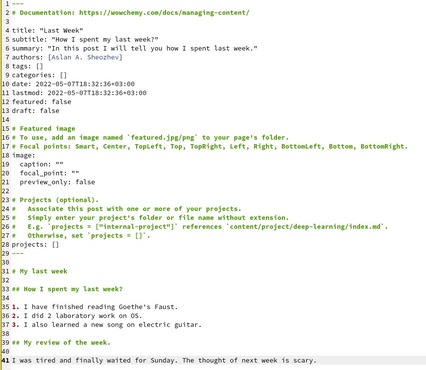 1 ---
2 # Documentation: https://wowchemy.com/docs/managing-content/
3
4 title: "Last Week"
5 subtitle: "How I spent my last week?"
6 summary: "In this post I will tell you how I spent last week."
7 authors: [Aslan A. Sheozhev]
8 tags: []
9 categories: []
10 date: 2022-05-07T18:32:36+03:00
11 lastmod: 2022-05-07T18:32:36+03:00
12 featured: false
13 draft: false
14
15 # Featured image
16 # To use, add an image named `featured.jpg/png` to your page's folder.
17 # Focal points: Smart, Center, TopLeft, Top, TopRight, Left, Right, BottomLeft, Bottom, BottomRight.
18 image:
19 caption: ""
20 focal_point: ""
21 preview_only: false
22
23 # Projects (optional).
24 # Associate this post with one or more of your projects.
25 # Simply enter your project's folder or file name without extension.
26 # E.g. `projects = ["internal-project"]` references `content/project/deep-learning/index.md`.
27 # Otherwise, set `projects = []`.
28 projects: []
29 ---
30
31 # My last week
32
33 ## How I spent my last week?
34
35 1. I have finished reading Goethe's Faust.
36 2. I did 2 laboratory work on OS.
37 3. I also learned a new song on electric guitar.
38
39 ## My review of the week.
40
41 I was tired and finally waited for Sunday. The thought of next week is scary.